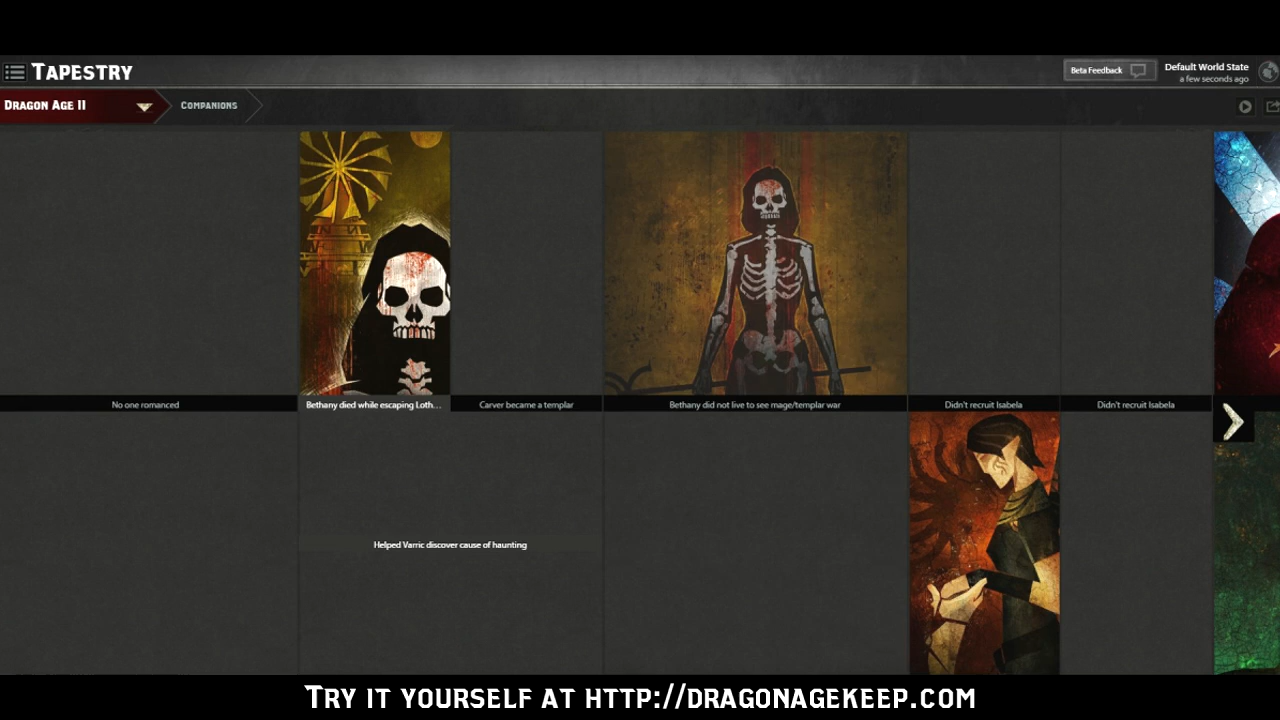 Tapestry
Beta Feedback
Default World State
a few seconds ago
Dragon Age II
Companions
No one romanced
Bethany died while escaping Loth...
Carver became a templar
Bethany did not live to see mage/templar war
Didn't recruit Isabela
Didn't recruit Isabela
Helped Varric discover cause of haunting
Try it yourself at http://dragonagekeep.com